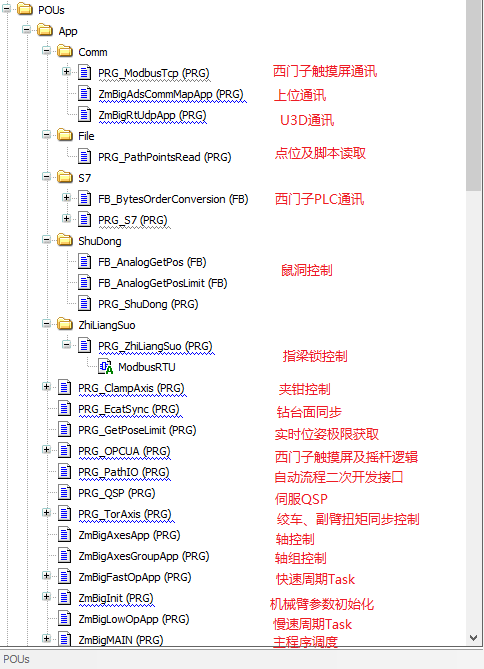 POUs
App
Comm
PRG_ModbusTcp (PRG) 西门子触摸屏通讯
ZmBigAdsCommMapApp (PRG) 上位通讯
ZmBigRtUdpApp (PRG) U3D通讯
File
PRG_PathPointsRead (PRG) 点位及脚本读取
S7
FB_BytesOrderConversion (FB) 西门子PLC通讯
PRG_S7 (PRG)
ShuDong
FB_AnalogGetPos (FB) 鼠洞控制
FB_AnalogGetPosLimit (FB)
PRG_ShuDong (PRG)
ZhiLiangSuo
PRG_ZhiLiangSuo (PRG) 指梁锁控制
ModbusRTU
PRG_ClampAxis (PRG) 夹钳控制
PRG_EcatSync (PRG) 钻台面同步
PRG_GetPoseLimit (PRG) 实时位姿极限获取
PRG_OPCUA (PRG) 西门子触摸屏及摇杆逻辑
PRG_PathIO (PRG) 自动流程二次开发接口
PRG_QSP (PRG) 伺服QSP
PRG_TorAxis (PRG) 绞车、副臂扭矩同步控制
ZmBigAxesApp (PRG) 轴控制
ZmBigAxesGroupApp (PRG) 轴组控制
ZmBigFastOpApp (PRG) 快速周期Task
ZmBigInit (PRG) 机械臂参数初始化
ZmBigLowOpApp (PRG) 慢速周期Task
ZmBigMAIN (PRG) 主程序调度
POUs